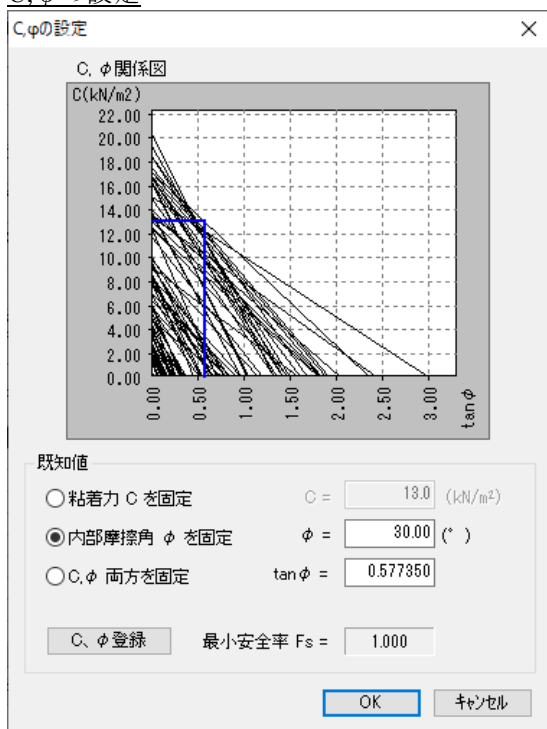 C,φの設定
C,φの設定
C, φ関係図
C(kN/m2)
22.00
20.00
18.00
16.00
14.00
12.00
10.00
8.00
6.00
4.00
2.00
0.00
0.00 0.50 1.00 1.50 2.00 2.50 3.00 tanφ
既知値
粘着力 C を固定 C = 13.0 (kN/m²)
内部摩擦角 φ を固定 φ = 30.00 (°)
C,φ 両方を固定 tanφ = 0.577350
C、φ登録 最小安全率 Fs = 1.000
OK キャンセル